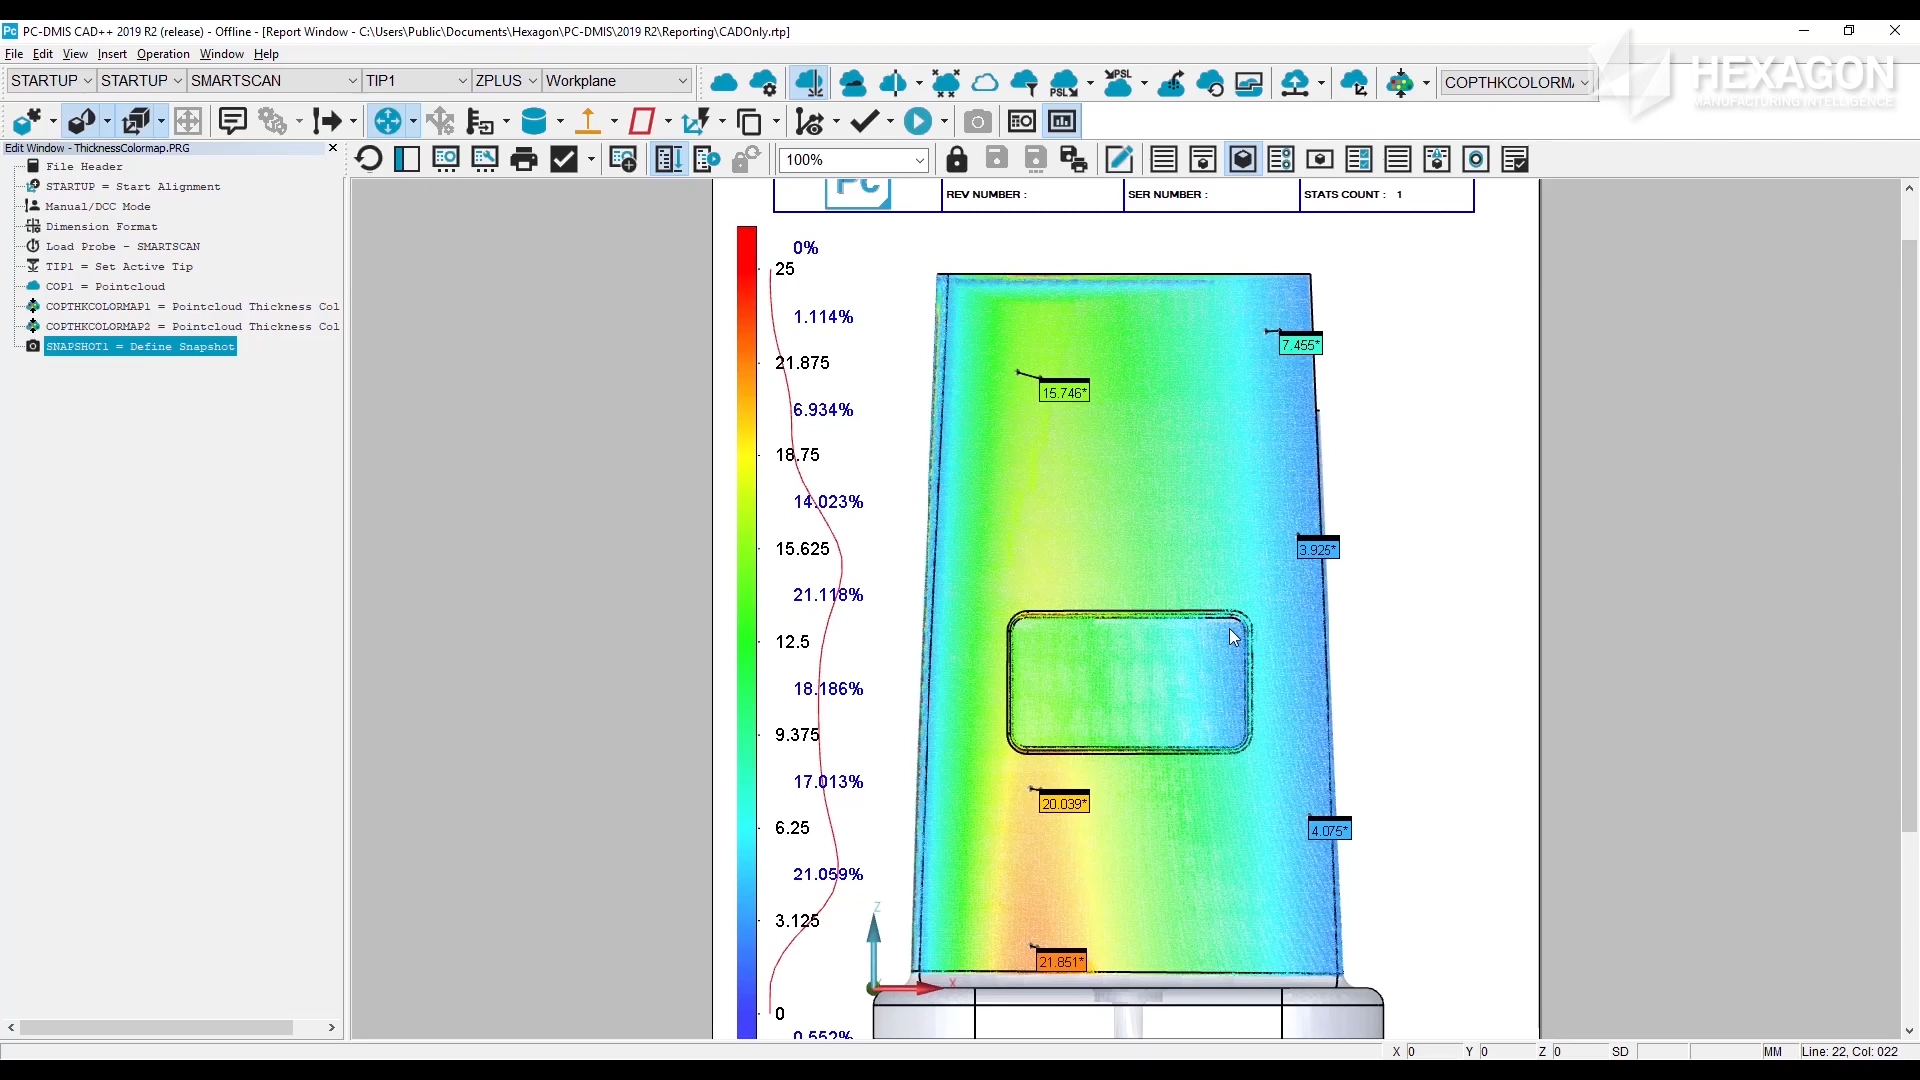 PC-DMIS CAD++ 2019 R2 (release) - Offline - [Report Window - C:\Users\Public\Documents\Hexagon\PC-DMIS\2019 R2\Reporting\CADOnly.rtp]
File Edit View Insert Operation Window Help
HEXAGON
MANUFACTURING INTELLIGENCE
STARTUP STARTUP SMARTSCAN TIP1 ZPLUS Workplane PSL PSL COPTHKCOLORM
Edit Window - ThicknessColormap.PRG
100%
File Header
STARTUP = Start Alignment
Manual/DCC Mode
Dimension Format
Load Probe - SMARTSCAN
TIP1 = Set Active Tip
COP1 = Pointcloud
COPTHKCOLORMAP1 = Pointcloud Thickness Col
COPTHKCOLORMAP2 = Pointcloud Thickness Col
SNAPSHOT1 = Define Snapshot
PC REV NUMBER : SER NUMBER : STATS COUNT : 1
0%
25
1.114%
21.875
6.934%
18.75
14.023%
15.625
21.118%
12.5
18.186%
9.375
17.013%
6.25
21.059%
3.125
0
0.552%
7.455*
15.746*
3.925*
20.039*
4.075*
21.851*
Z
X
X 0 Y 0 Z 0 SD MM Line: 22, Col: 022